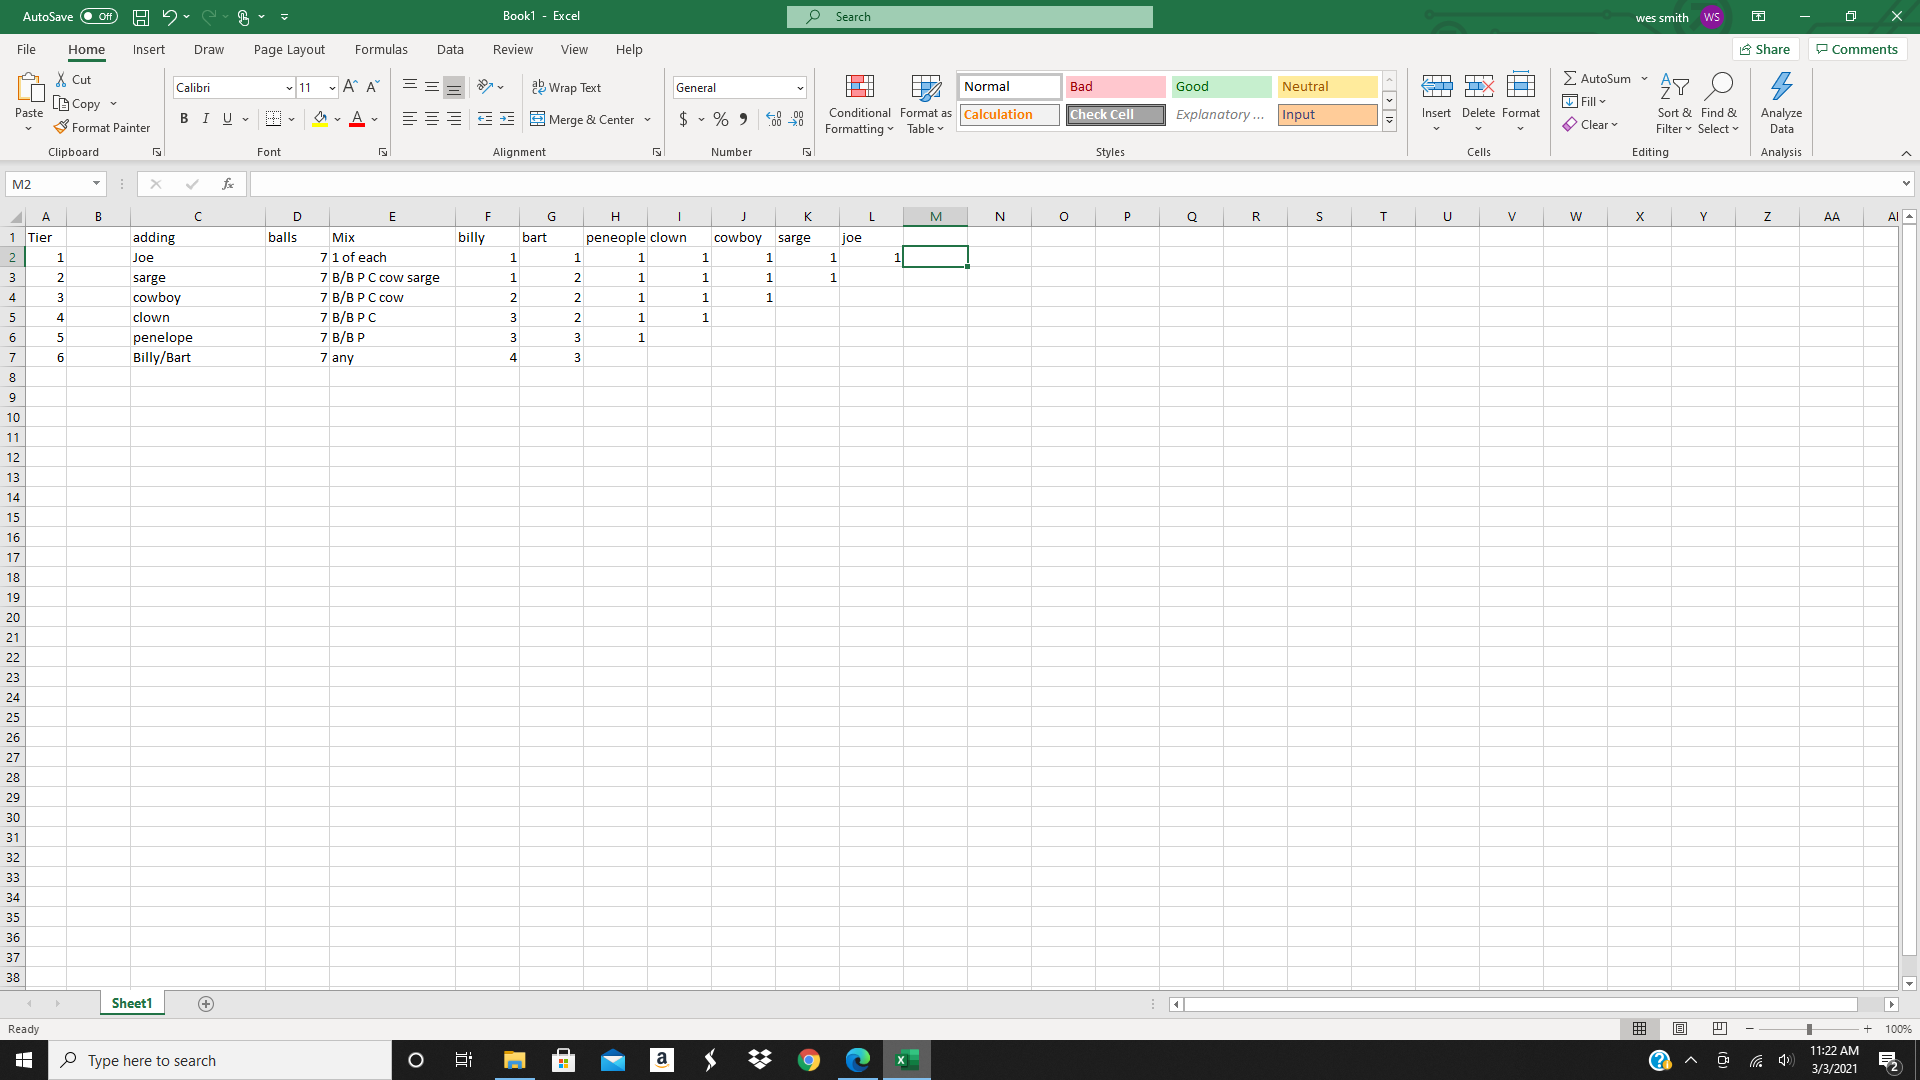 AutoSave Off Book1 - Excel Search wes smith WS
File Home Insert Draw Page Layout Formulas Data Review View Help Share Comments
Paste Cut Copy Format Painter Clipboard
Calibri 11 A A B I U A Font
ab Wrap Text Merge & Center Alignment
General $ % Number
Conditional Formatting Format as Table
Normal Bad Good Neutral
Calculation Check Cell Explanatory ... Input
Styles
Insert Delete Format Cells
AutoSum Fill Clear Sort & Filter Find & Select Editing
Analyze Data Analysis
M2 fx
A B C D E F G H I J K L M N O P Q R S T U V W X Y Z AA
1 Tier adding balls Mix billy bart peneople clown cowboy sarge joe
2 1 Joe 7 1 of each 1 1 1 1 1 1 1
3 2 sarge 7 B/B P C cow sarge 1 2 1 1 1 1
4 3 cowboy 7 B/B P C cow 2 2 1 1 1
5 4 clown 7 B/B P C 3 2 1 1
6 5 penelope 7 B/B P 3 3 1
7 6 Billy/Bart 7 any 4 3
8
9
10
11
12
13
14
15
16
17
18
19
20
21
22
23
24
25
26
27
28
29
30
31
32
33
34
35
36
37
38
Sheet1
Ready 100%
Type here to search 11:22 AM
3/3/2021 2